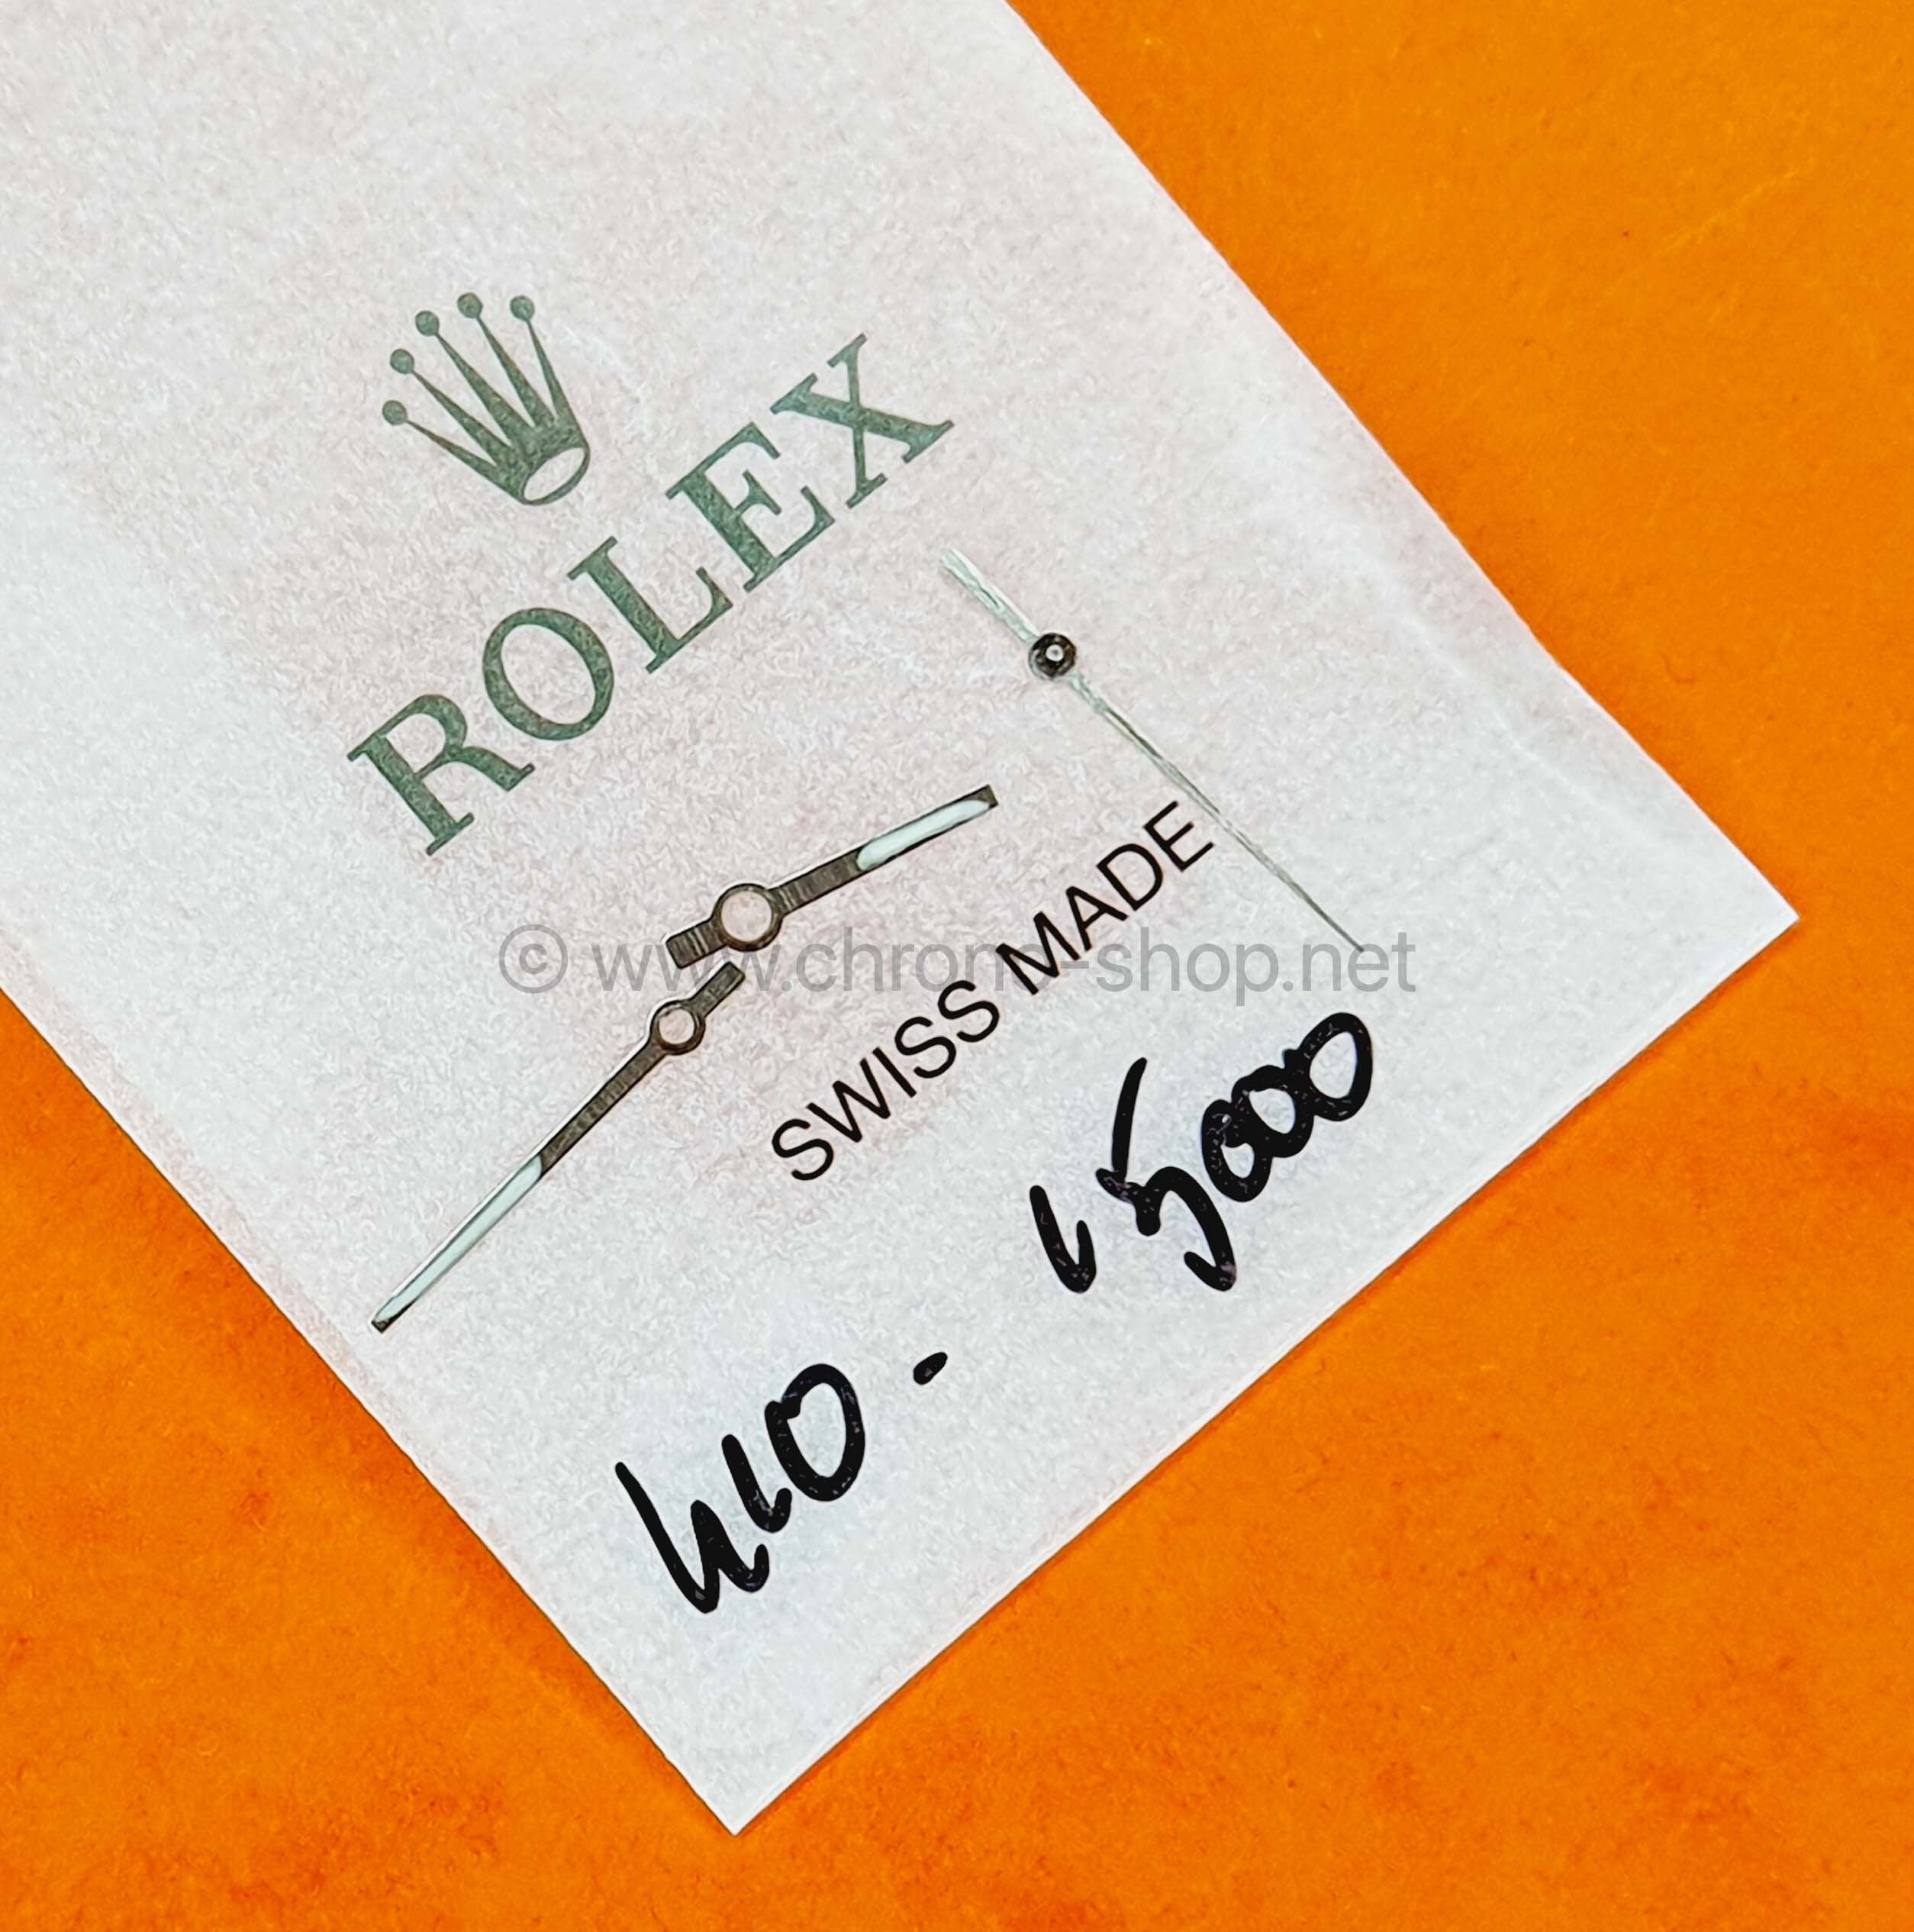 ROLEX
© www.chrono-shop.net
SWISS MADE
410 - 15000